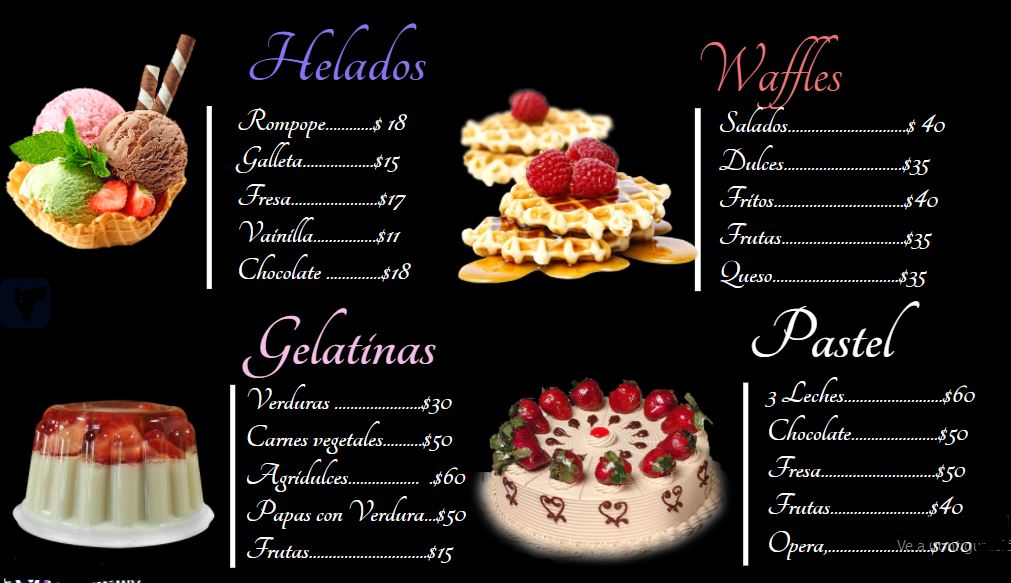 Helados
Rompope............$ 18
Galleta.................$15
Fresa.....................$17
Vainilla...............$11
Chocolate .............$18
Waffles
Salados.............................$ 40
Dulces.............................$35
Fritos...............................$40
Frutas..............................$35
Queso..............................$35
Gelatinas
Verduras .....................$30
Carnes vegetales..........$50
Agridulces................. .$60
Papas con Verdura...$50
Frutas.............................$15
Pastel
3 Leches........................$60
Chocolate.....................$50
Fresa...........................$50
Frutas...............................$40
Opera,.........................